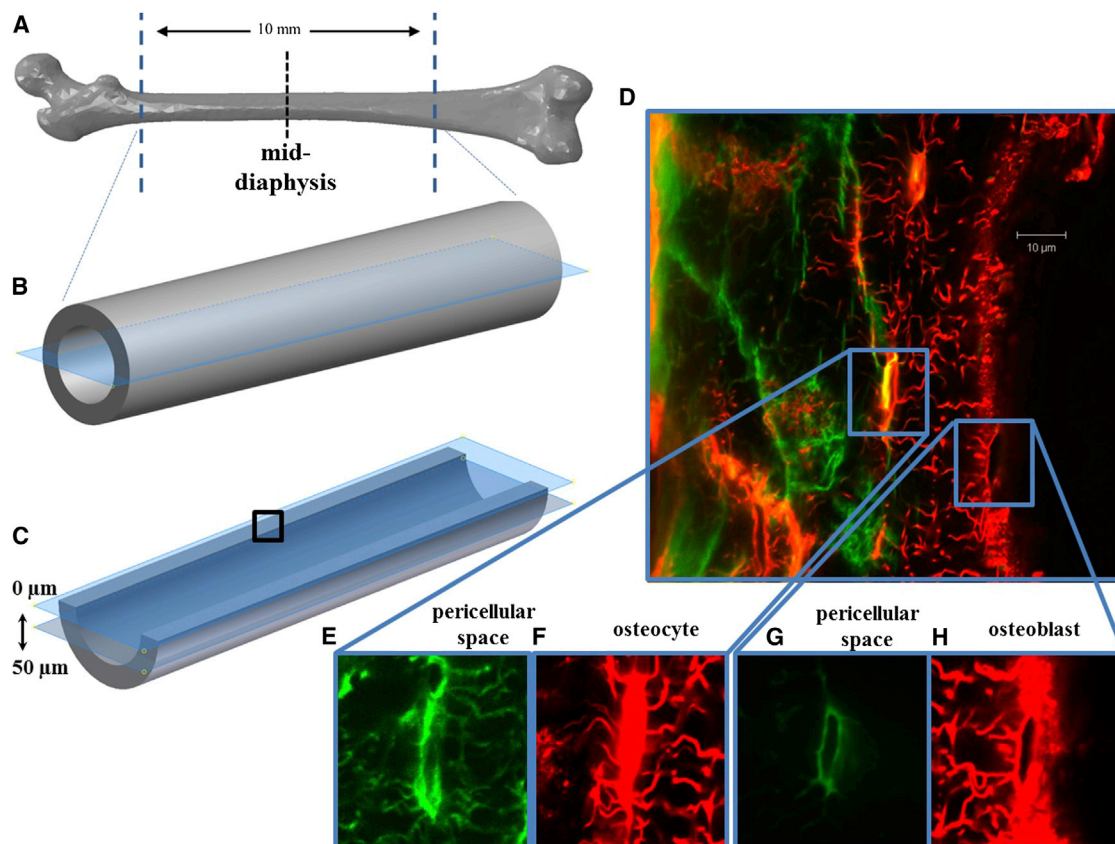 A
10 mm
mid-
diaphysis
B
C
0 µm
50 µm
D
10 µm
E
pericellular
space
F
osteocyte
G
pericellular
space
H
osteoblast